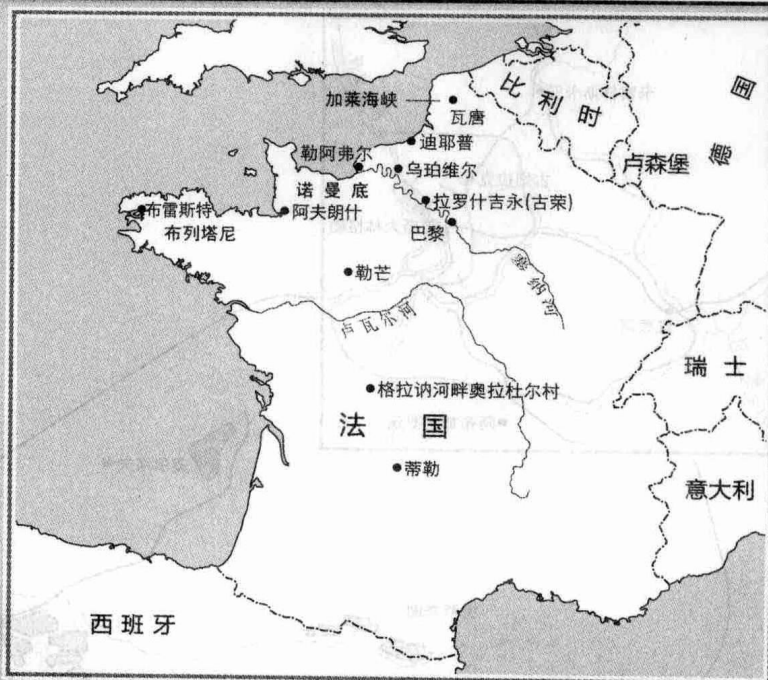 加莱海峡
瓦唐
比利时
德国
迪耶普
勒阿弗尔
乌珀维尔
卢森堡
诺曼底
拉罗什吉永(古荣)
布雷斯特
阿夫朗什
布列塔尼
巴黎
塞纳河
勒芒
卢瓦尔河
瑞士
格拉讷河畔奥拉杜尔村
法国
蒂勒
意大利
西班牙